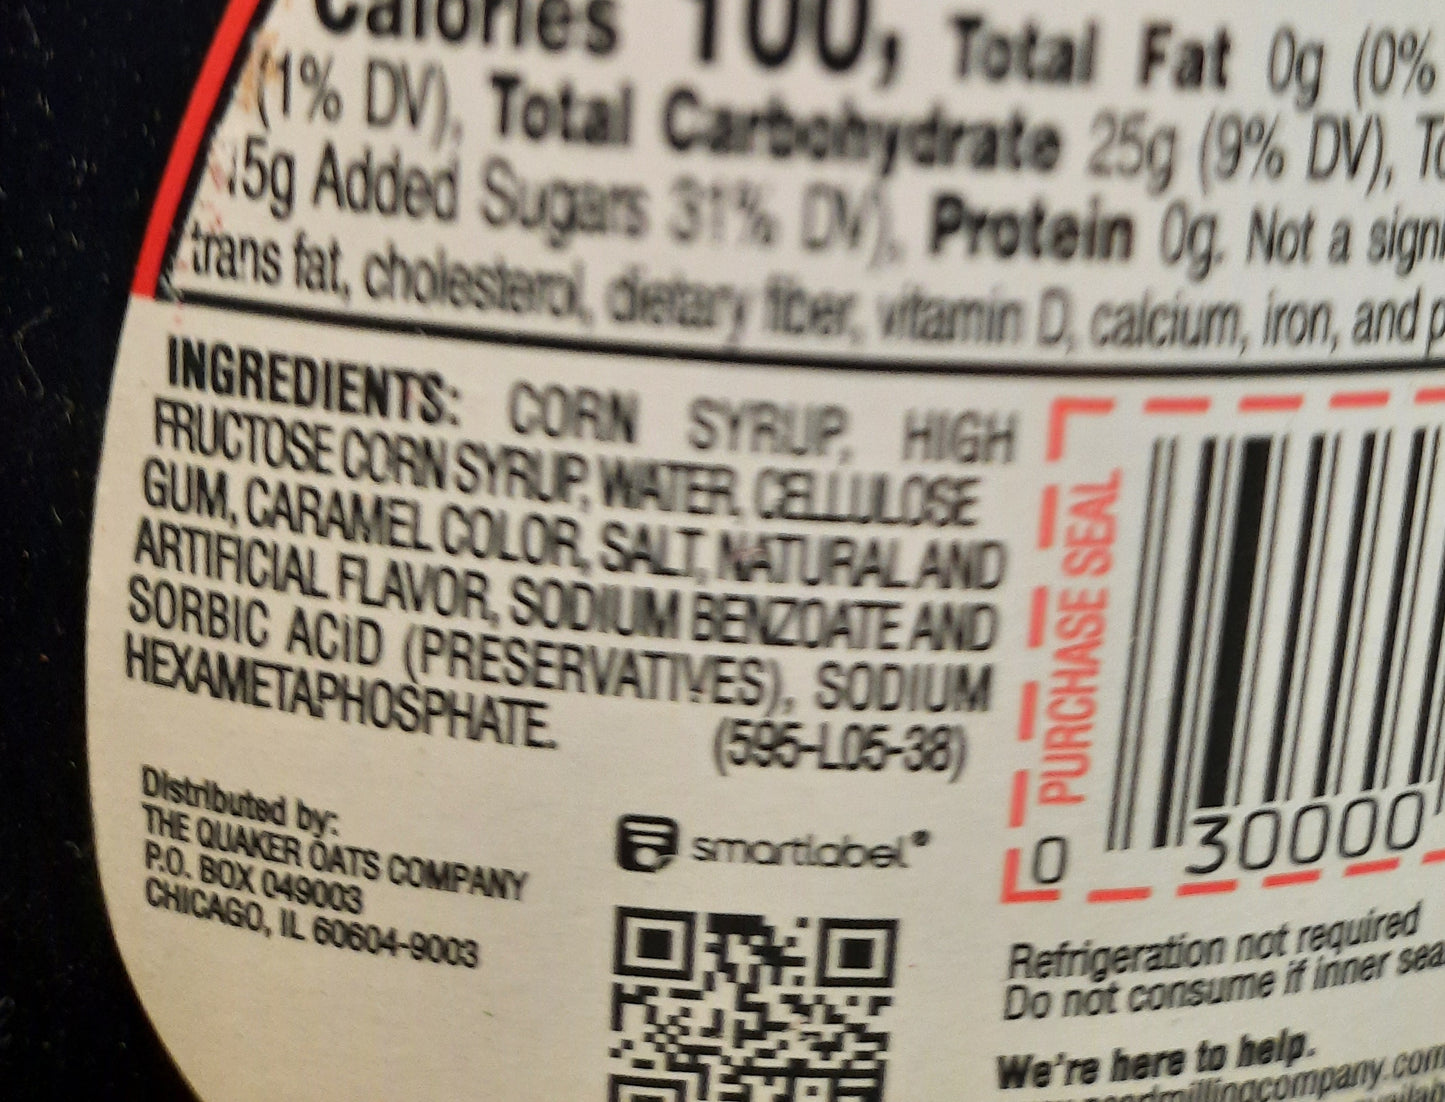 Calories 100, Total Fat 0g (0%
(1% DV), Total Carbohydrate 25g (9% DV), To
15g Added Sugars 31% DV), Protein 0g. Not a signi
trans fat, cholesterol, dietary fiber, vitamin D, calcium, iron, and p
INGREDIENTS: CORN SYRUP, HIGH
FRUCTOSE CORN SYRUP, WATER, CELLULOSE
GUM, CARAMEL COLOR, SALT, NATURAL AND
ARTIFICIAL FLAVOR, SODIUM BENZOATE AND
SORBIC ACID (PRESERVATIVES), SODIUM
HEXAMETAPHOSPHATE. (595-L05-38)
Distributed by:
THE QUAKER OATS COMPANY
P.O. BOX 049003
CHICAGO, IL 60604-9003
smartlabel®
PURCHASE SEAL
0 30000
Refrigeration not required
Do not consume if inner sea
We're here to help.
millingcompany.com